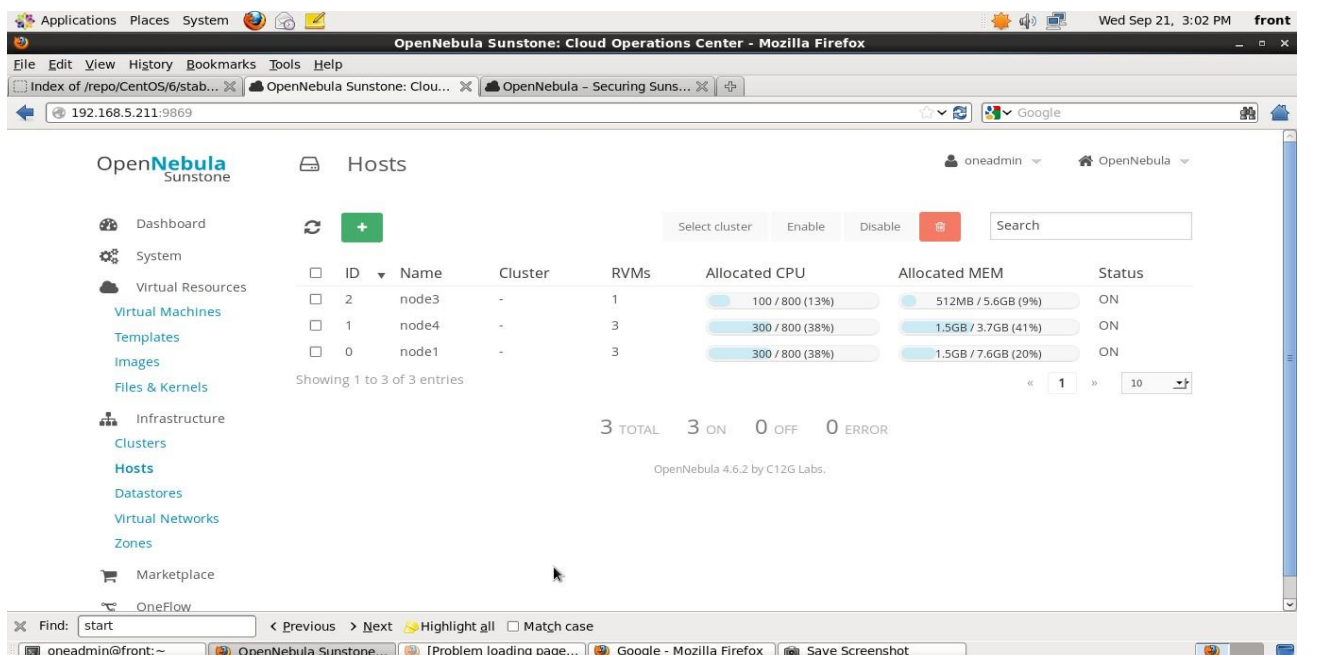 Applications Places System Wed Sep 21, 3:02 PM front
OpenNebula Sunstone: Cloud Operations Center - Mozilla Firefox
File Edit View History Bookmarks Tools Help
Index of /repo/CentOS/6/stab... OpenNebula Sunstone: Clou... OpenNebula – Securing Suns...
192.168.5.211:9869 Google
OpenNebula Sunstone
Hosts
oneadmin OpenNebula
Dashboard
System
Virtual Resources
Virtual Machines
Templates
Images
Files & Kernels
Infrastructure
Clusters
Hosts
Datastores
Virtual Networks
Zones
Marketplace
OneFlow
+ Select cluster Enable Disable Search
ID Name Cluster RVMs Allocated CPU Allocated MEM Status
2 node3 - 1 100 / 800 (13%) 512MB / 5.6GB (9%) ON
1 node4 - 3 300 / 800 (38%) 1.5GB / 3.7GB (41%) ON
0 node1 - 3 300 / 800 (38%) 1.5GB / 7.6GB (20%) ON
Showing 1 to 3 of 3 entries « 1 » 10
3 TOTAL 3 ON 0 OFF 0 ERROR
OpenNebula 4.6.2 by C12G Labs.
Find: start Previous Next Highlight all Match case
oneadmin@front:~ OpenNebula Sunstone... [Problem loading page... Google - Mozilla Firefox Save Screenshot